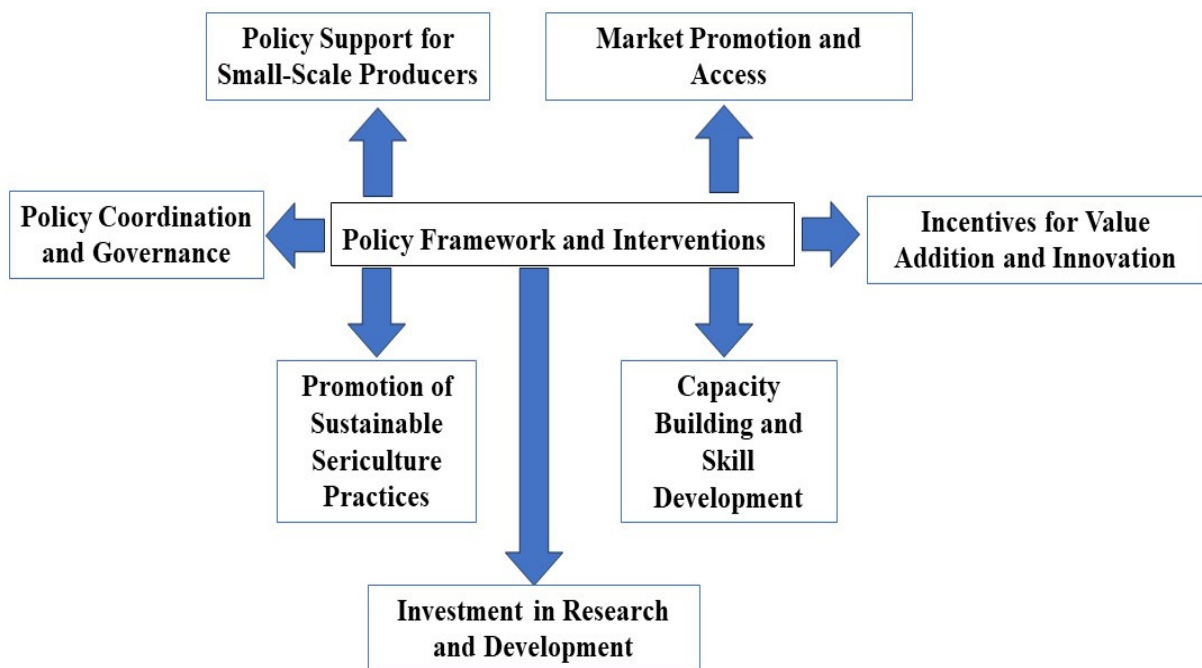 Policy Support for
Small-Scale Producers
Market Promotion and
Access
Policy Coordination
and Governance
Policy Framework and Interventions
Incentives for Value
Addition and Innovation
Promotion of
Sustainable
Sericulture
Practices
Capacity
Building and
Skill
Development
Investment in Research
and Development